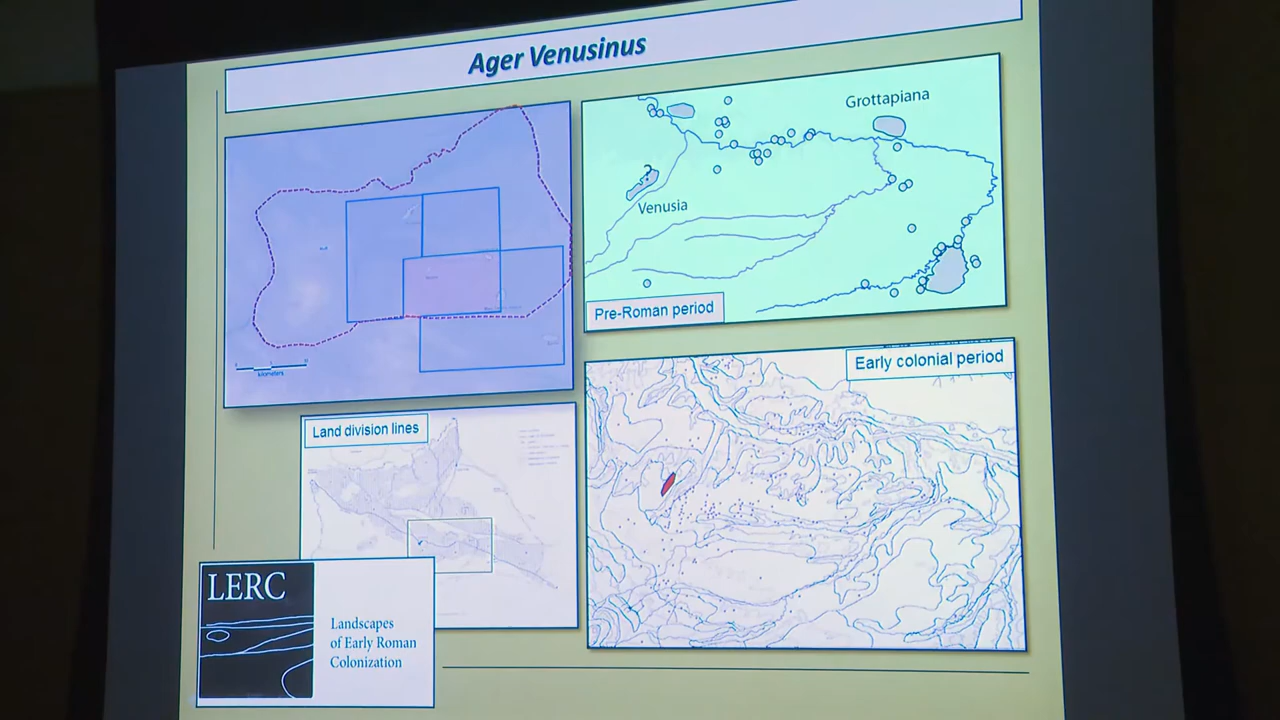 Ager Venusinus
Grottapiana
Venusia
Pre-Roman period
kilometers
Early colonial period
Land division lines
LERC
Landscapes
of Early Roman
Colonization